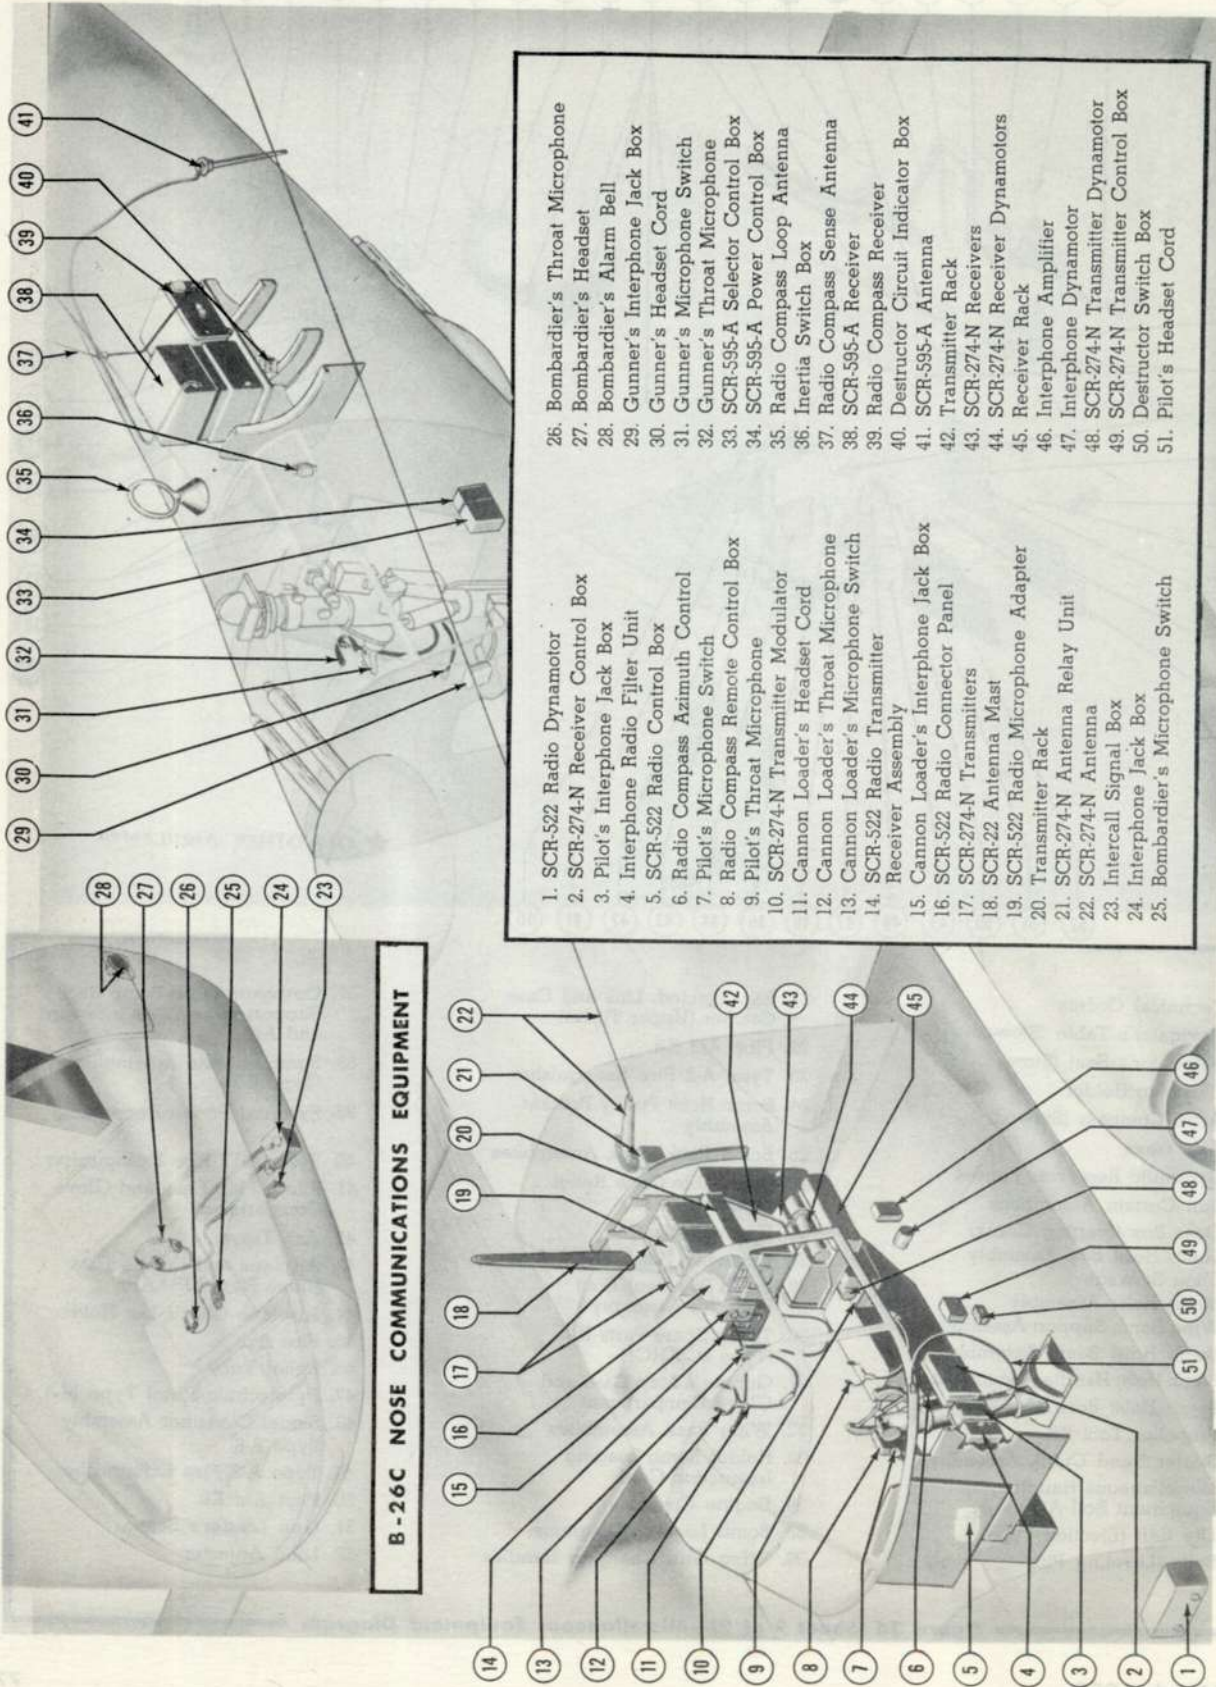 B-26C NOSE COMMUNICATIONS EQUIPMENT
28
27
26
25
24
23
29
30
31
32
33
34
35
36
37
38
39
40
41
14
13
12
11
10
9
8
7
6
5
4
3
2
1
15
16
17
18
19
20
21
22
42
43
44
45
46
47
48
49
50
51
1. SCR-522 Radio Dynamotor
2. SCR-274-N Receiver Control Box
3. Pilot's Interphone Jack Box
4. Interphone Radio Filter Unit
5. SCR-522 Radio Control Box
6. Radio Compass Azimuth Control
7. Pilot's Microphone Switch
8. Radio Compass Remote Control Box
9. Pilot's Throat Microphone
10. SCR-274-N Transmitter Modulator
11. Cannon Loader's Headset Cord
12. Cannon Loader's Throat Microphone
13. Cannon Loader's Microphone Switch
14. SCR-522 Radio Transmitter
Receiver Assembly
15. Cannon Loader's Interphone Jack Box
16. SCR-522 Radio Connector Panel
17. SCR-274-N Transmitters
18. SCR-22 Antenna Mast
19. SCR-522 Radio Microphone Adapter
20. Transmitter Rack
21. SCR-274-N Antenna Relay Unit
22. SCR-274-N Antenna
23. Intercall Signal Box
24. Interphone Jack Box
25. Bombardier's Microphone Switch
26. Bombardier's Throat Microphone
27. Bombardier's Headset
28. Bombardier's Alarm Bell
29. Gunner's Interphone Jack Box
30. Gunner's Headset Cord
31. Gunner's Microphone Switch
32. Gunner's Throat Microphone
33. SCR-595-A Selector Control Box
34. SCR-595-A Power Control Box
35. Radio Compass Loop Antenna
36. Inertia Switch Box
37. Radio Compass Sense Antenna
38. SCR-595-A Receiver
39. Radio Compass Receiver
40. Destructor Circuit Indicator Box
41. SCR-595-A Antenna
42. Transmitter Rack
43. SCR-274-N Receivers
44. SCR-274-N Receiver Dynamotors
45. Receiver Rack
46. Interphone Amplifier
47. Interphone Dynamotor
48. SCR-274-N Transmitter Dynamotor
49. SCR-274-N Transmitter Control Box
50. Destructor Switch Box
51. Pilot's Headset Cord